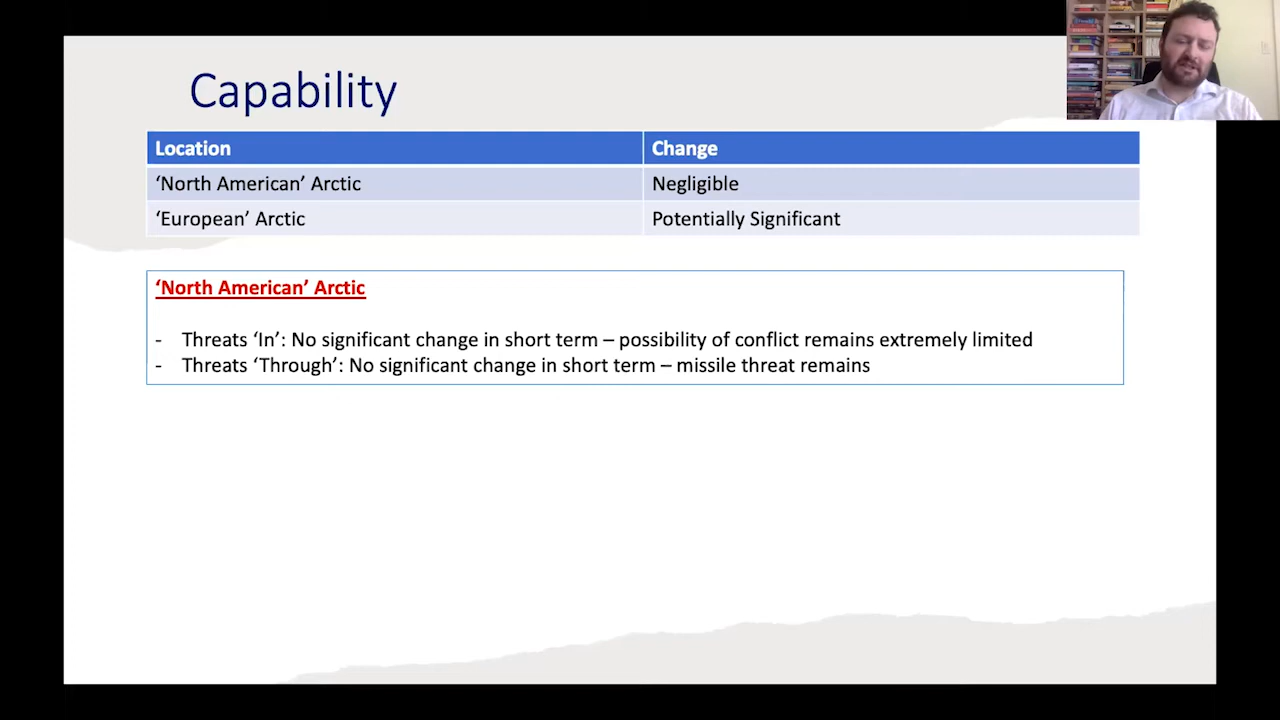 Capability
Location Change
‘North American’ Arctic Negligible
‘European’ Arctic Potentially Significant
‘North American’ Arctic
- Threats ‘In’: No significant change in short term – possibility of conflict remains extremely limited
- Threats ‘Through’: No significant change in short term – missile threat remains